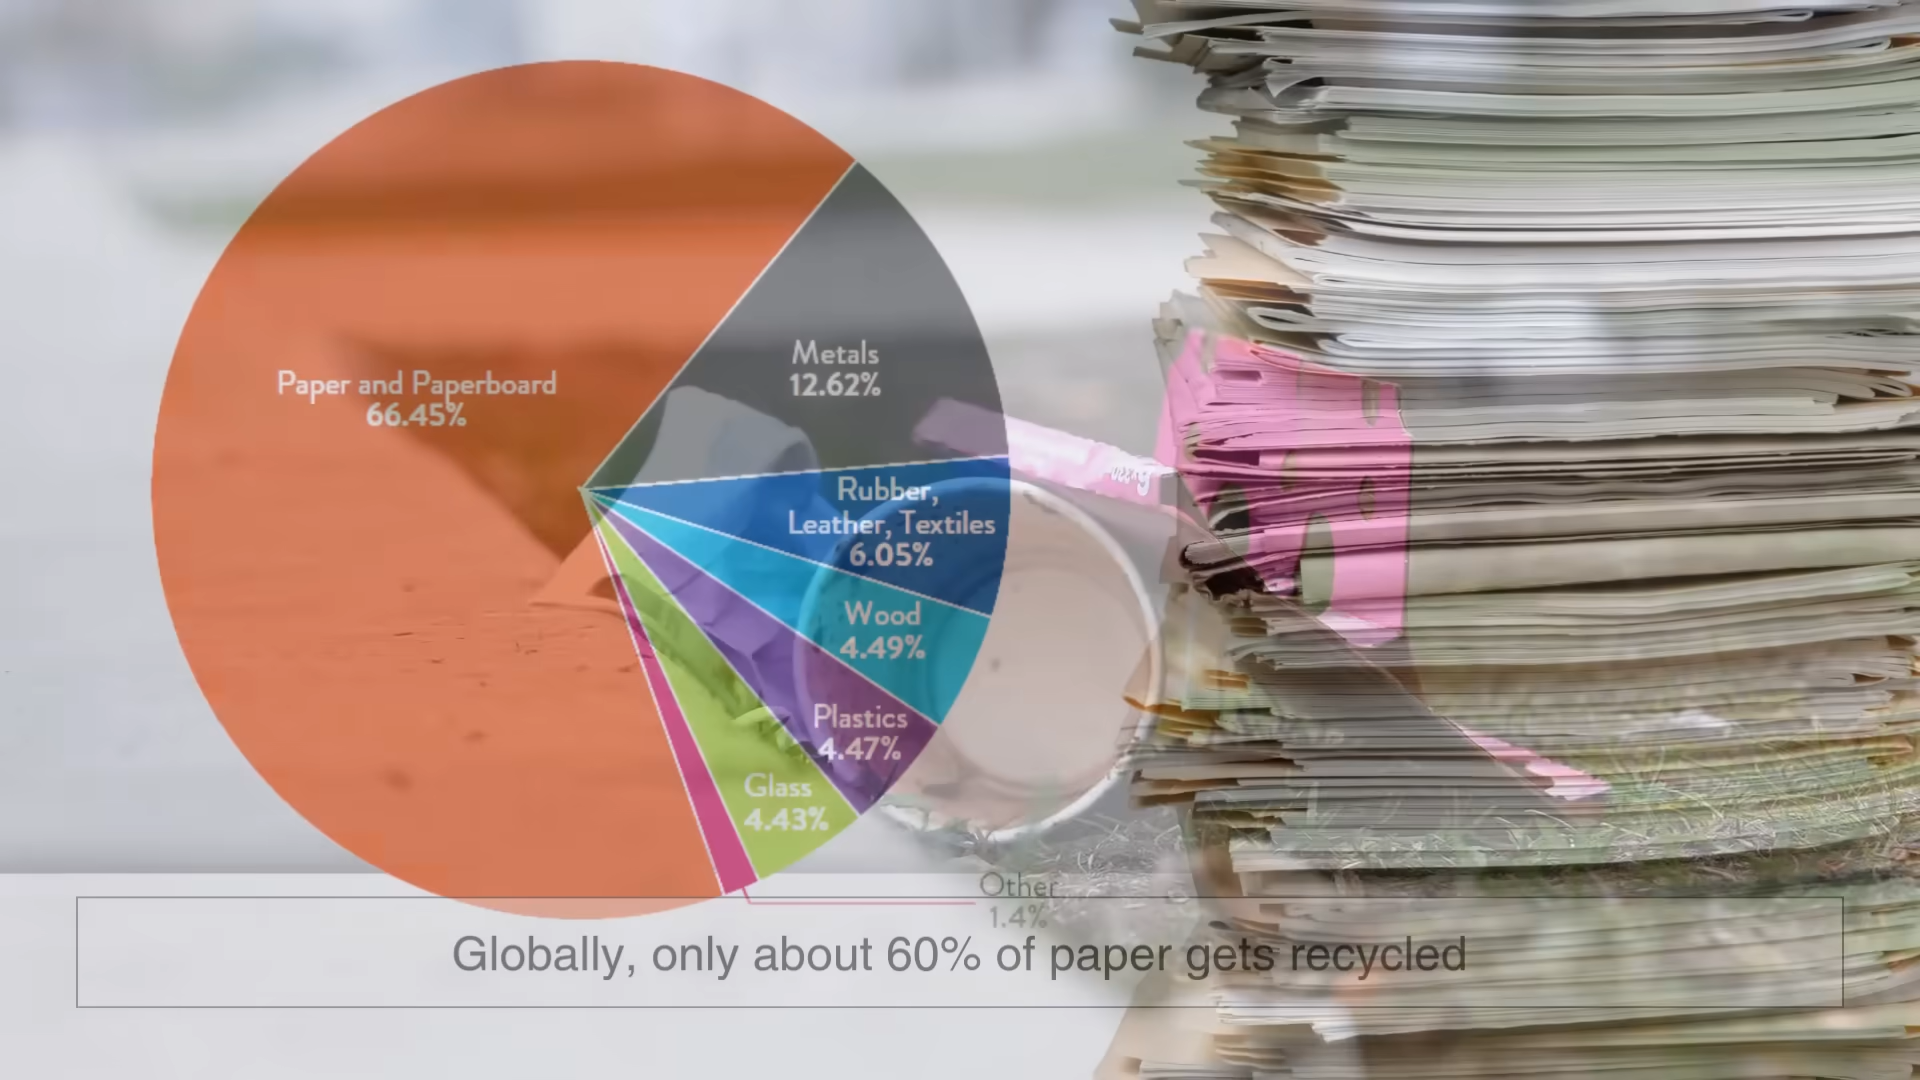 Paper and Paperboard
66.45%
Metals
12.62%
Rubber,
Leather, Textiles
6.05%
Wood
4.49%
Plastics
4.47%
Glass
4.43%
Other
1.4%
Globally, only about 60% of paper gets recycled